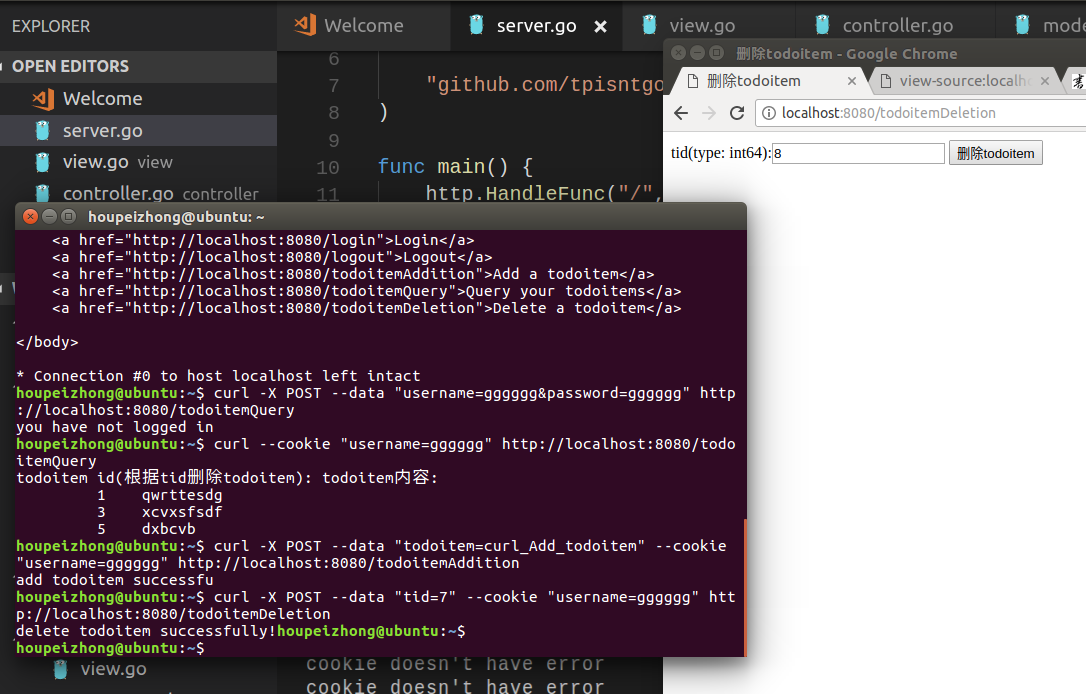 EXPLORER
OPEN EDITORS
Welcome
server.go
view.go view
controller.go controller
Welcome
server.go
view.go
controller.go
6
7 "github.com/tpisntgo
8 )
9
10 func main() {
11 http.HandleFunc("/",
删除todoitem - Google Chrome
删除todoitem
view-source:localh
localhost:8080/todoitemDeletion
tid(type: int64): 8 删除todoitem
houpeizhong@ubuntu: ~
<a href="http://localhost:8080/login">Login</a>
<a href="http://localhost:8080/logout">Logout</a>
<a href="http://localhost:8080/todoitemAddition">Add a todoitem</a>
<a href="http://localhost:8080/todoitemQuery">Query your todoitems</a>
<a href="http://localhost:8080/todoitemDeletion">Delete a todoitem</a>
</body>
* Connection #0 to host localhost left intact
houpeizhong@ubuntu:~$ curl -X POST --data "username=gggggg&password=gggggg" http
://localhost:8080/todoitemQuery
you have not logged in
houpeizhong@ubuntu:~$ curl --cookie "username=gggggg" http://localhost:8080/todo
itemQuery
todoitem id(根据tid删除todoitem): todoitem内容:
1 qwrttesdg
3 xcvxsfsdf
5 dxbcvb
houpeizhong@ubuntu:~$ curl -X POST --data "todoitem=curl_Add_todoitem" --cookie
"username=gggggg" http://localhost:8080/todoitemAddition
add todoitem successfu
houpeizhong@ubuntu:~$ curl -X POST --data "tid=7" --cookie "username=gggggg" htt
p://localhost:8080/todoitemDeletion
delete todoitem successfully!houpeizhong@ubuntu:~$
houpeizhong@ubuntu:~$
view.go
cookie doesn't have error
cookie doesn't have error